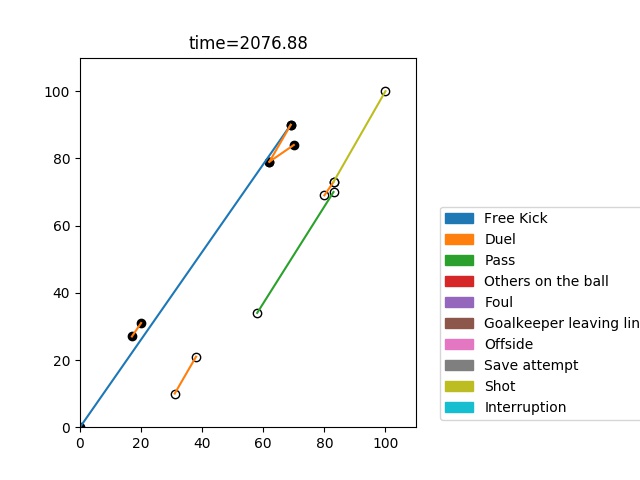 time=2076.88
100
80
60
40
20
0
0 20 40 60 80 100
Free Kick
Duel
Pass
Others on the ball
Foul
Goalkeeper leaving lin
Offside
Save attempt
Shot
Interruption